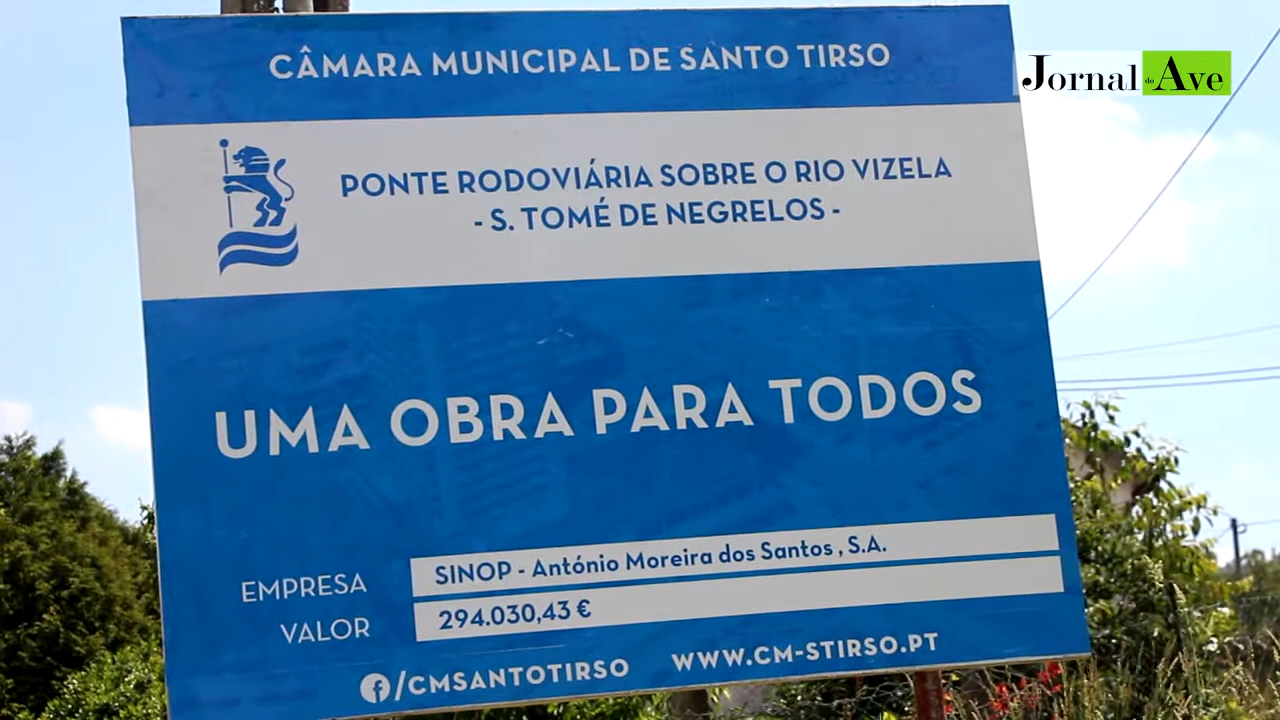 CÂMARA MUNICIPAL DE SANTO TIRSO
Jornal do Ave
PONTE RODOVIÁRIA SOBRE O RIO VIZELA
- S. TOMÉ DE NEGRELOS -
UMA OBRA PARA TODOS
EMPRESA SINOP - António Moreira dos Santos , S.A.
VALOR 294.030,43 €
/CMSANTOTIRSO WWW.CM-STIRSO.PT